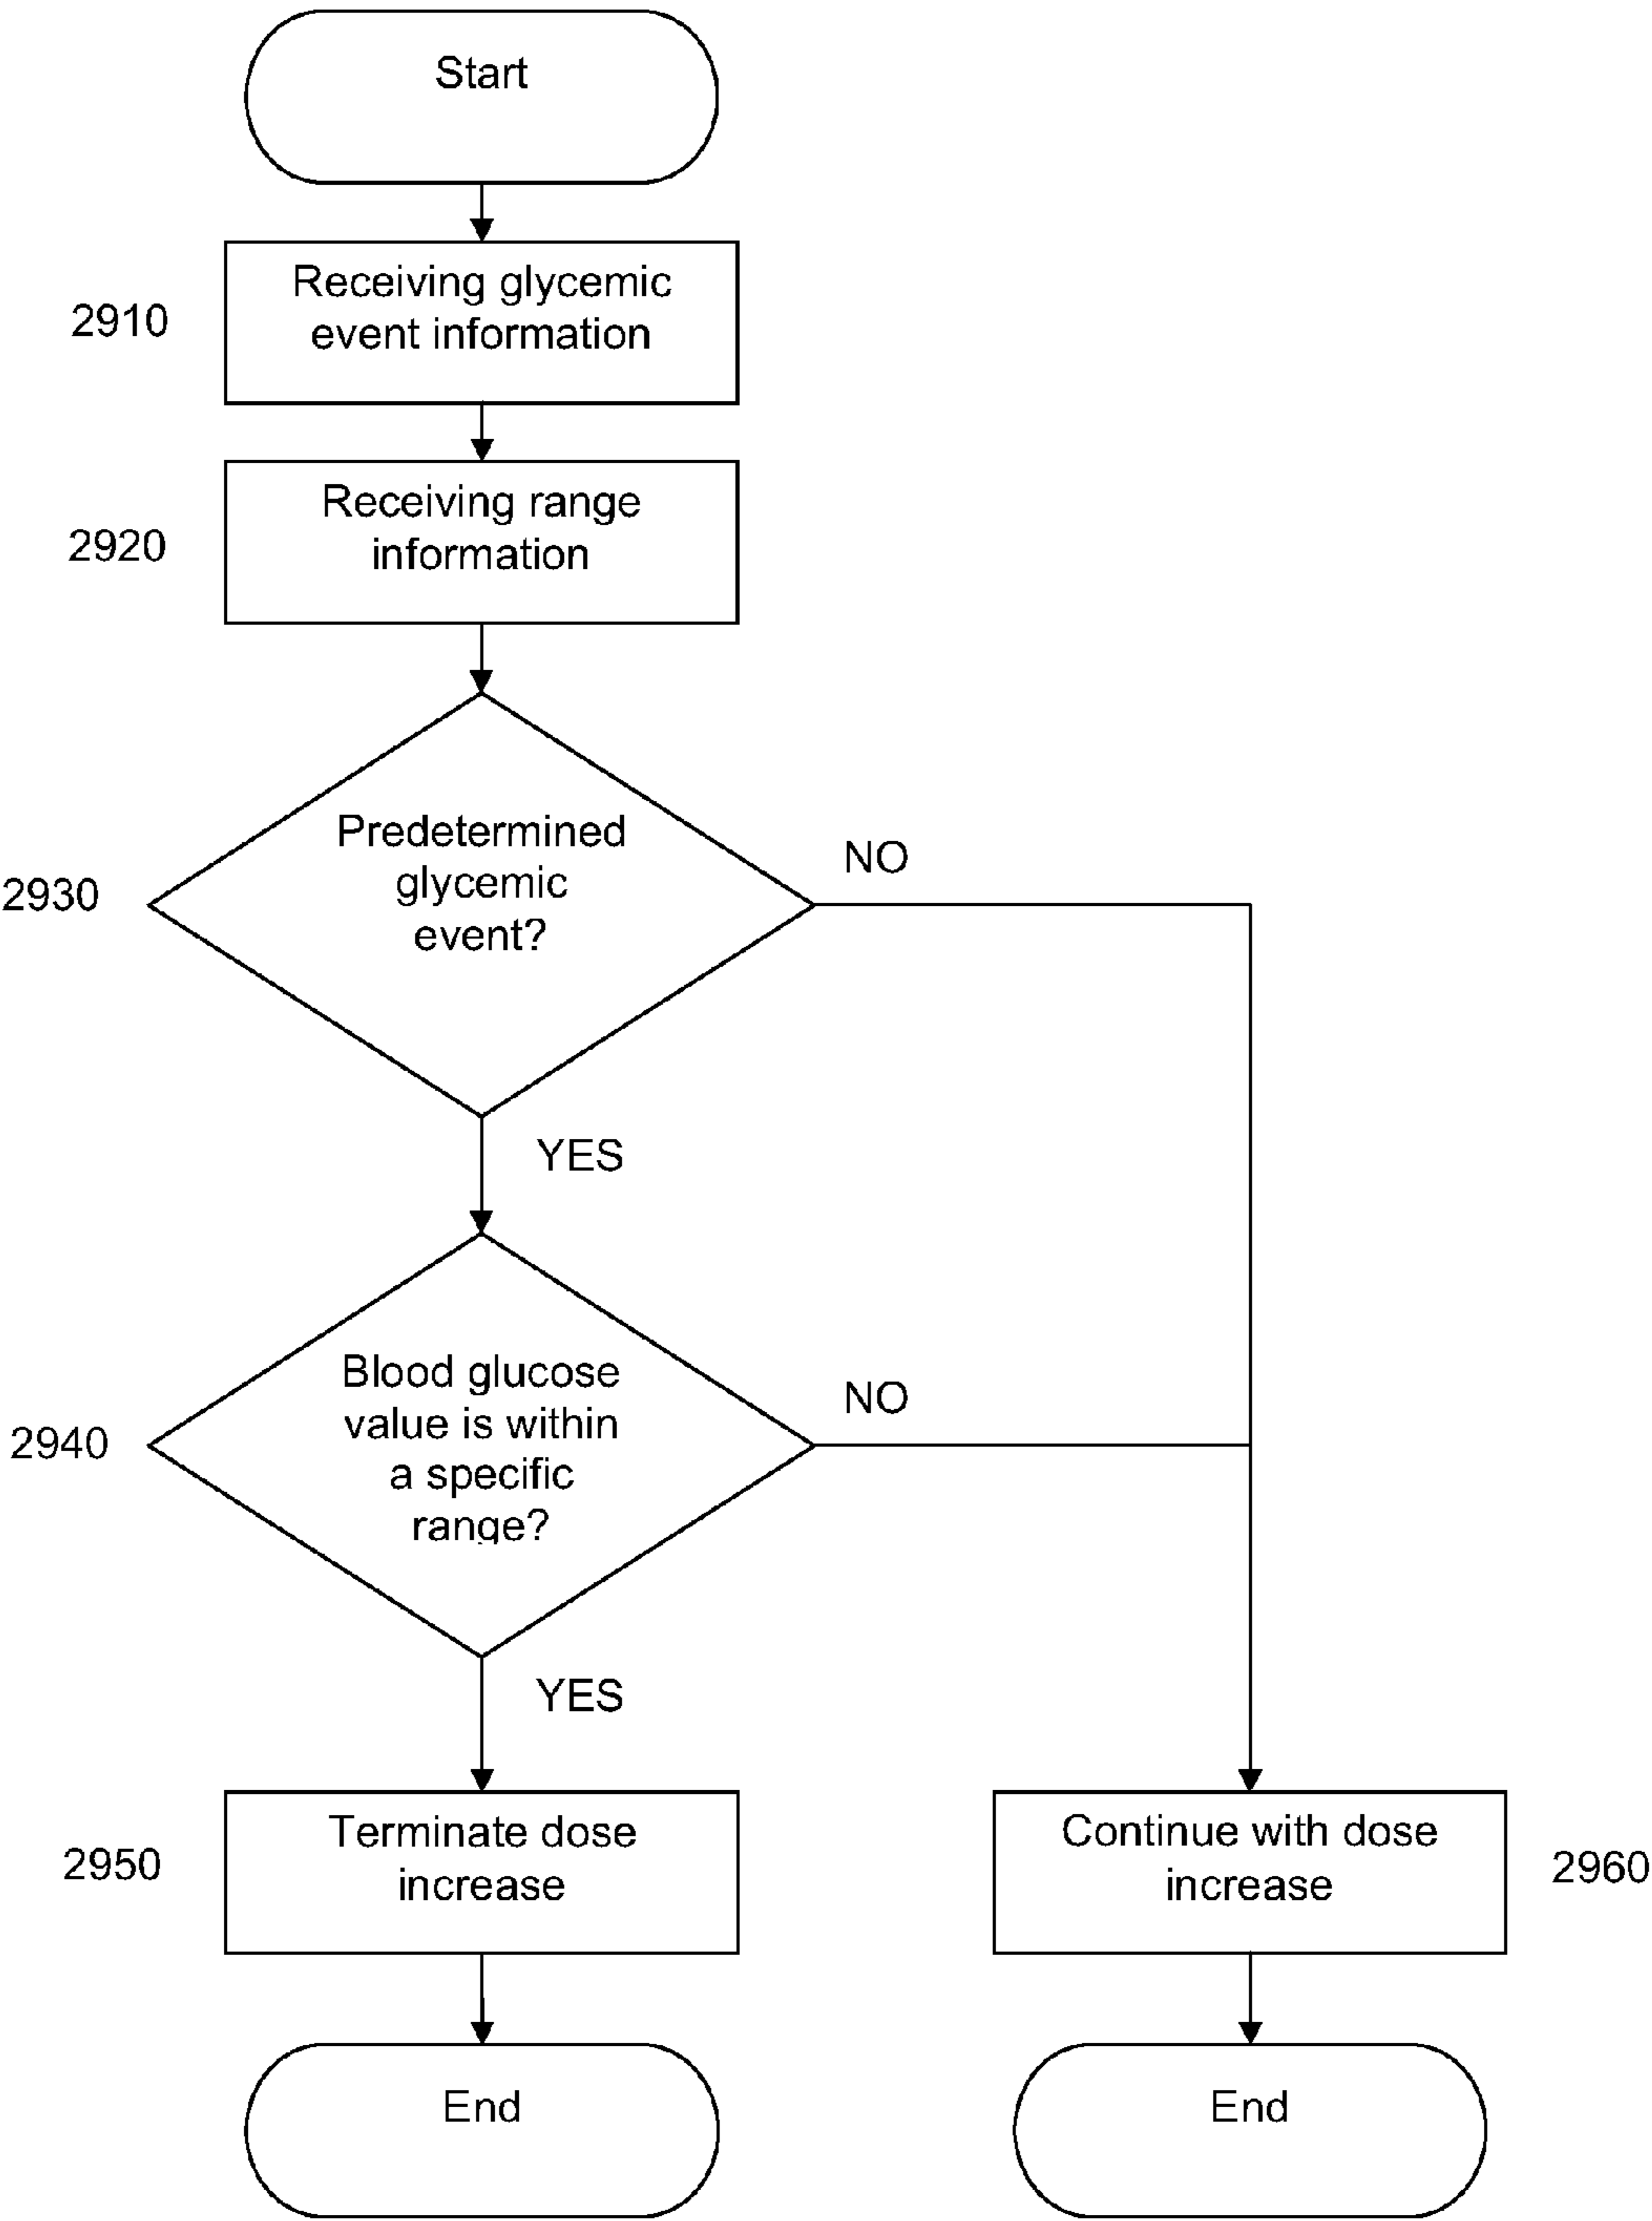 Start
2910
Receiving glycemic
event information
2920
Receiving range
information
2930
Predetermined
glycemic
event?
NO
YES
2940
Blood glucose
value is within
a specific
range?
NO
YES
2950
Terminate dose
increase
Continue with dose
increase
2960
End
End